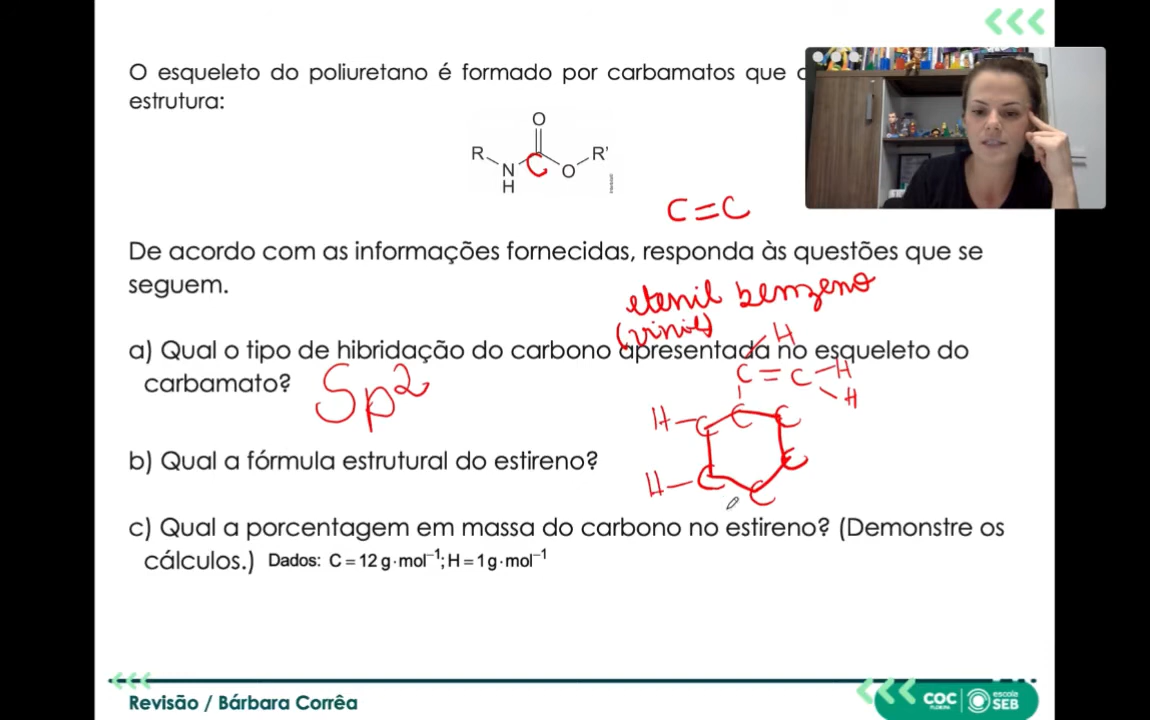 O esqueleto do poliuretano é formado por carbamatos que
estrutura:
O
R
N
H
C
O
R'
C=C
De acordo com as informações fornecidas, responda às questões que se
seguem.
etenil benzeno
(vinil)
a) Qual o tipo de hibridação do carbono apresentada no esqueleto do
carbamato?
Sp2
H
C=C-H
H
H-C C C
H-C C C
b) Qual a fórmula estrutural do estireno?
c) Qual a porcentagem em massa do carbono no estireno? (Demonstre os
cálculos.) Dados: C = 12 g·mol⁻¹; H = 1 g·mol⁻¹
Revisão / Bárbara Corrêa
COC
escola
SEB